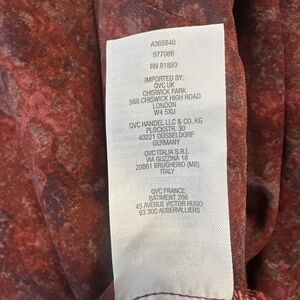 A365840
977086
RN 81893
IMPORTED BY:
QVC UK
CHISWICK PARK
566 CHISWICK HIGH ROAD
LONDON
W4 5XU
QVC HANDEL LLC & CO. KG
PLOCKSTR. 30
40221 DÜSSELDORF
GERMANY
QVC ITALIA S.R.L
VIA GUZZINA 18
20861 BRUGHERIO (MB)
ITALY
QVC FRANCE
BATIMENT 266
45 AVENUE VICTOR HUGO
93 300 AUBERVILLIERS